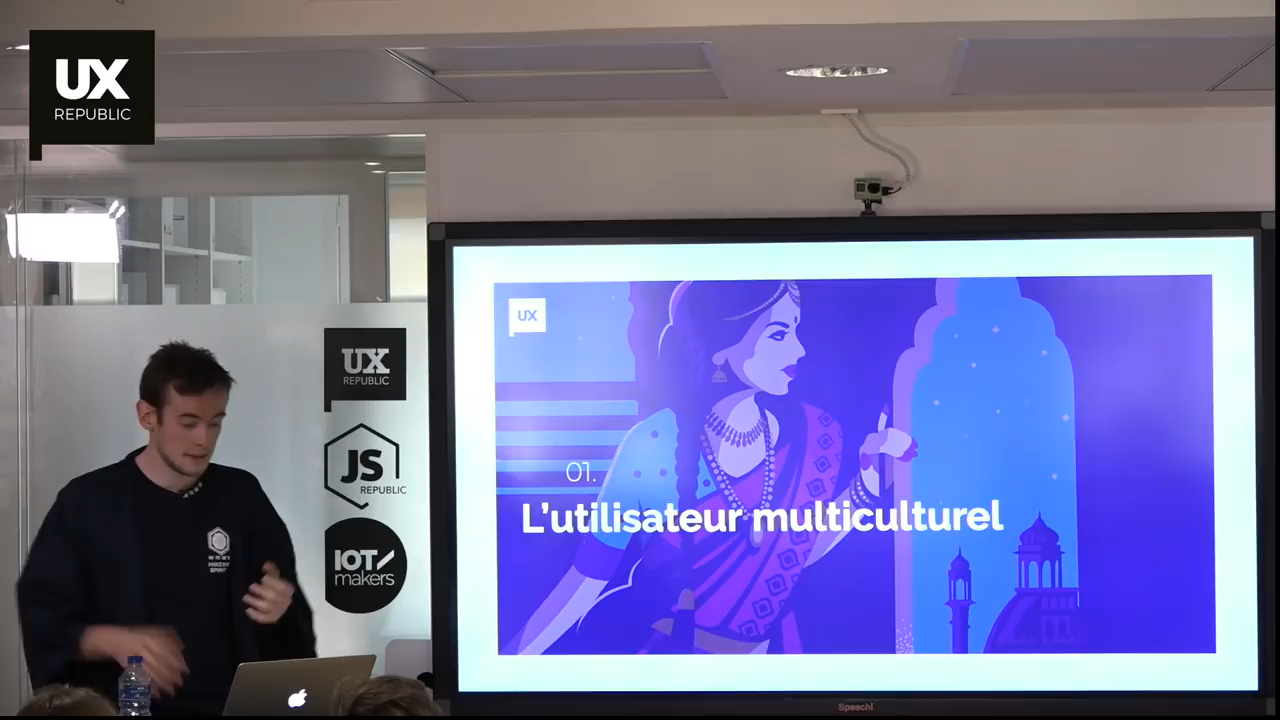 UX
REPUBLIC
UX
REPUBLIC
JS
REPUBLIC
IOT/
makers
UX
01.
L'utilisateur multiculturel
Speechi